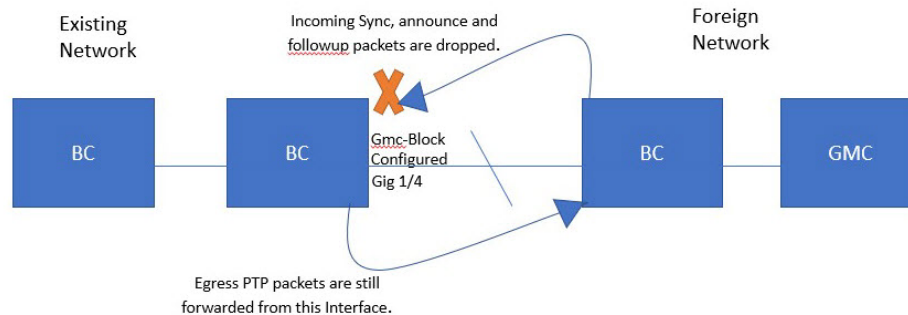 Existing
Network
Incoming Sync, announce and
followup packets are dropped.
Foreign
Network
BC
BC
Gmc-Block
Configured
Gig 1/4
BC
GMC
Egress PTP packets are still
forwarded from this Interface.